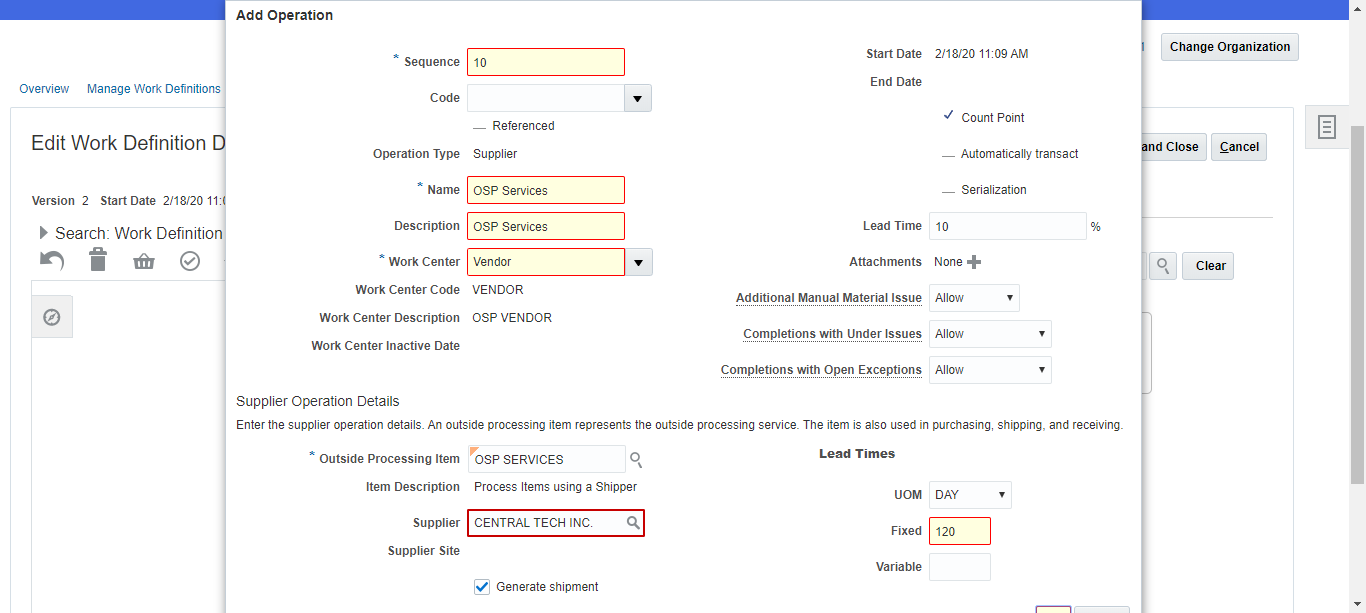 Add Operation
* Sequence 10
Code
Referenced
Operation Type Supplier
* Name OSP Services
Description OSP Services
* Work Center Vendor
Work Center Code VENDOR
Work Center Description OSP VENDOR
Work Center Inactive Date
Start Date 2/18/20 11:09 AM
End Date
Count Point
Automatically transact
Serialization
Lead Time 10 %
Attachments None
Additional Manual Material Issue Allow
Completions with Under Issues Allow
Completions with Open Exceptions Allow
Supplier Operation Details
Enter the supplier operation details. An outside processing item represents the outside processing service. The item is also used in purchasing, shipping, and receiving.
* Outside Processing Item OSP SERVICES
Item Description Process Items using a Shipper
Supplier CENTRAL TECH INC.
Supplier Site
Generate shipment
Lead Times
UOM DAY
Fixed 120
Variable
Change Organization
Overview Manage Work Definitions
Edit Work Definition D
and Close Cancel
Version 2 Start Date 2/18/20 11:0
Search: Work Definition
Clear